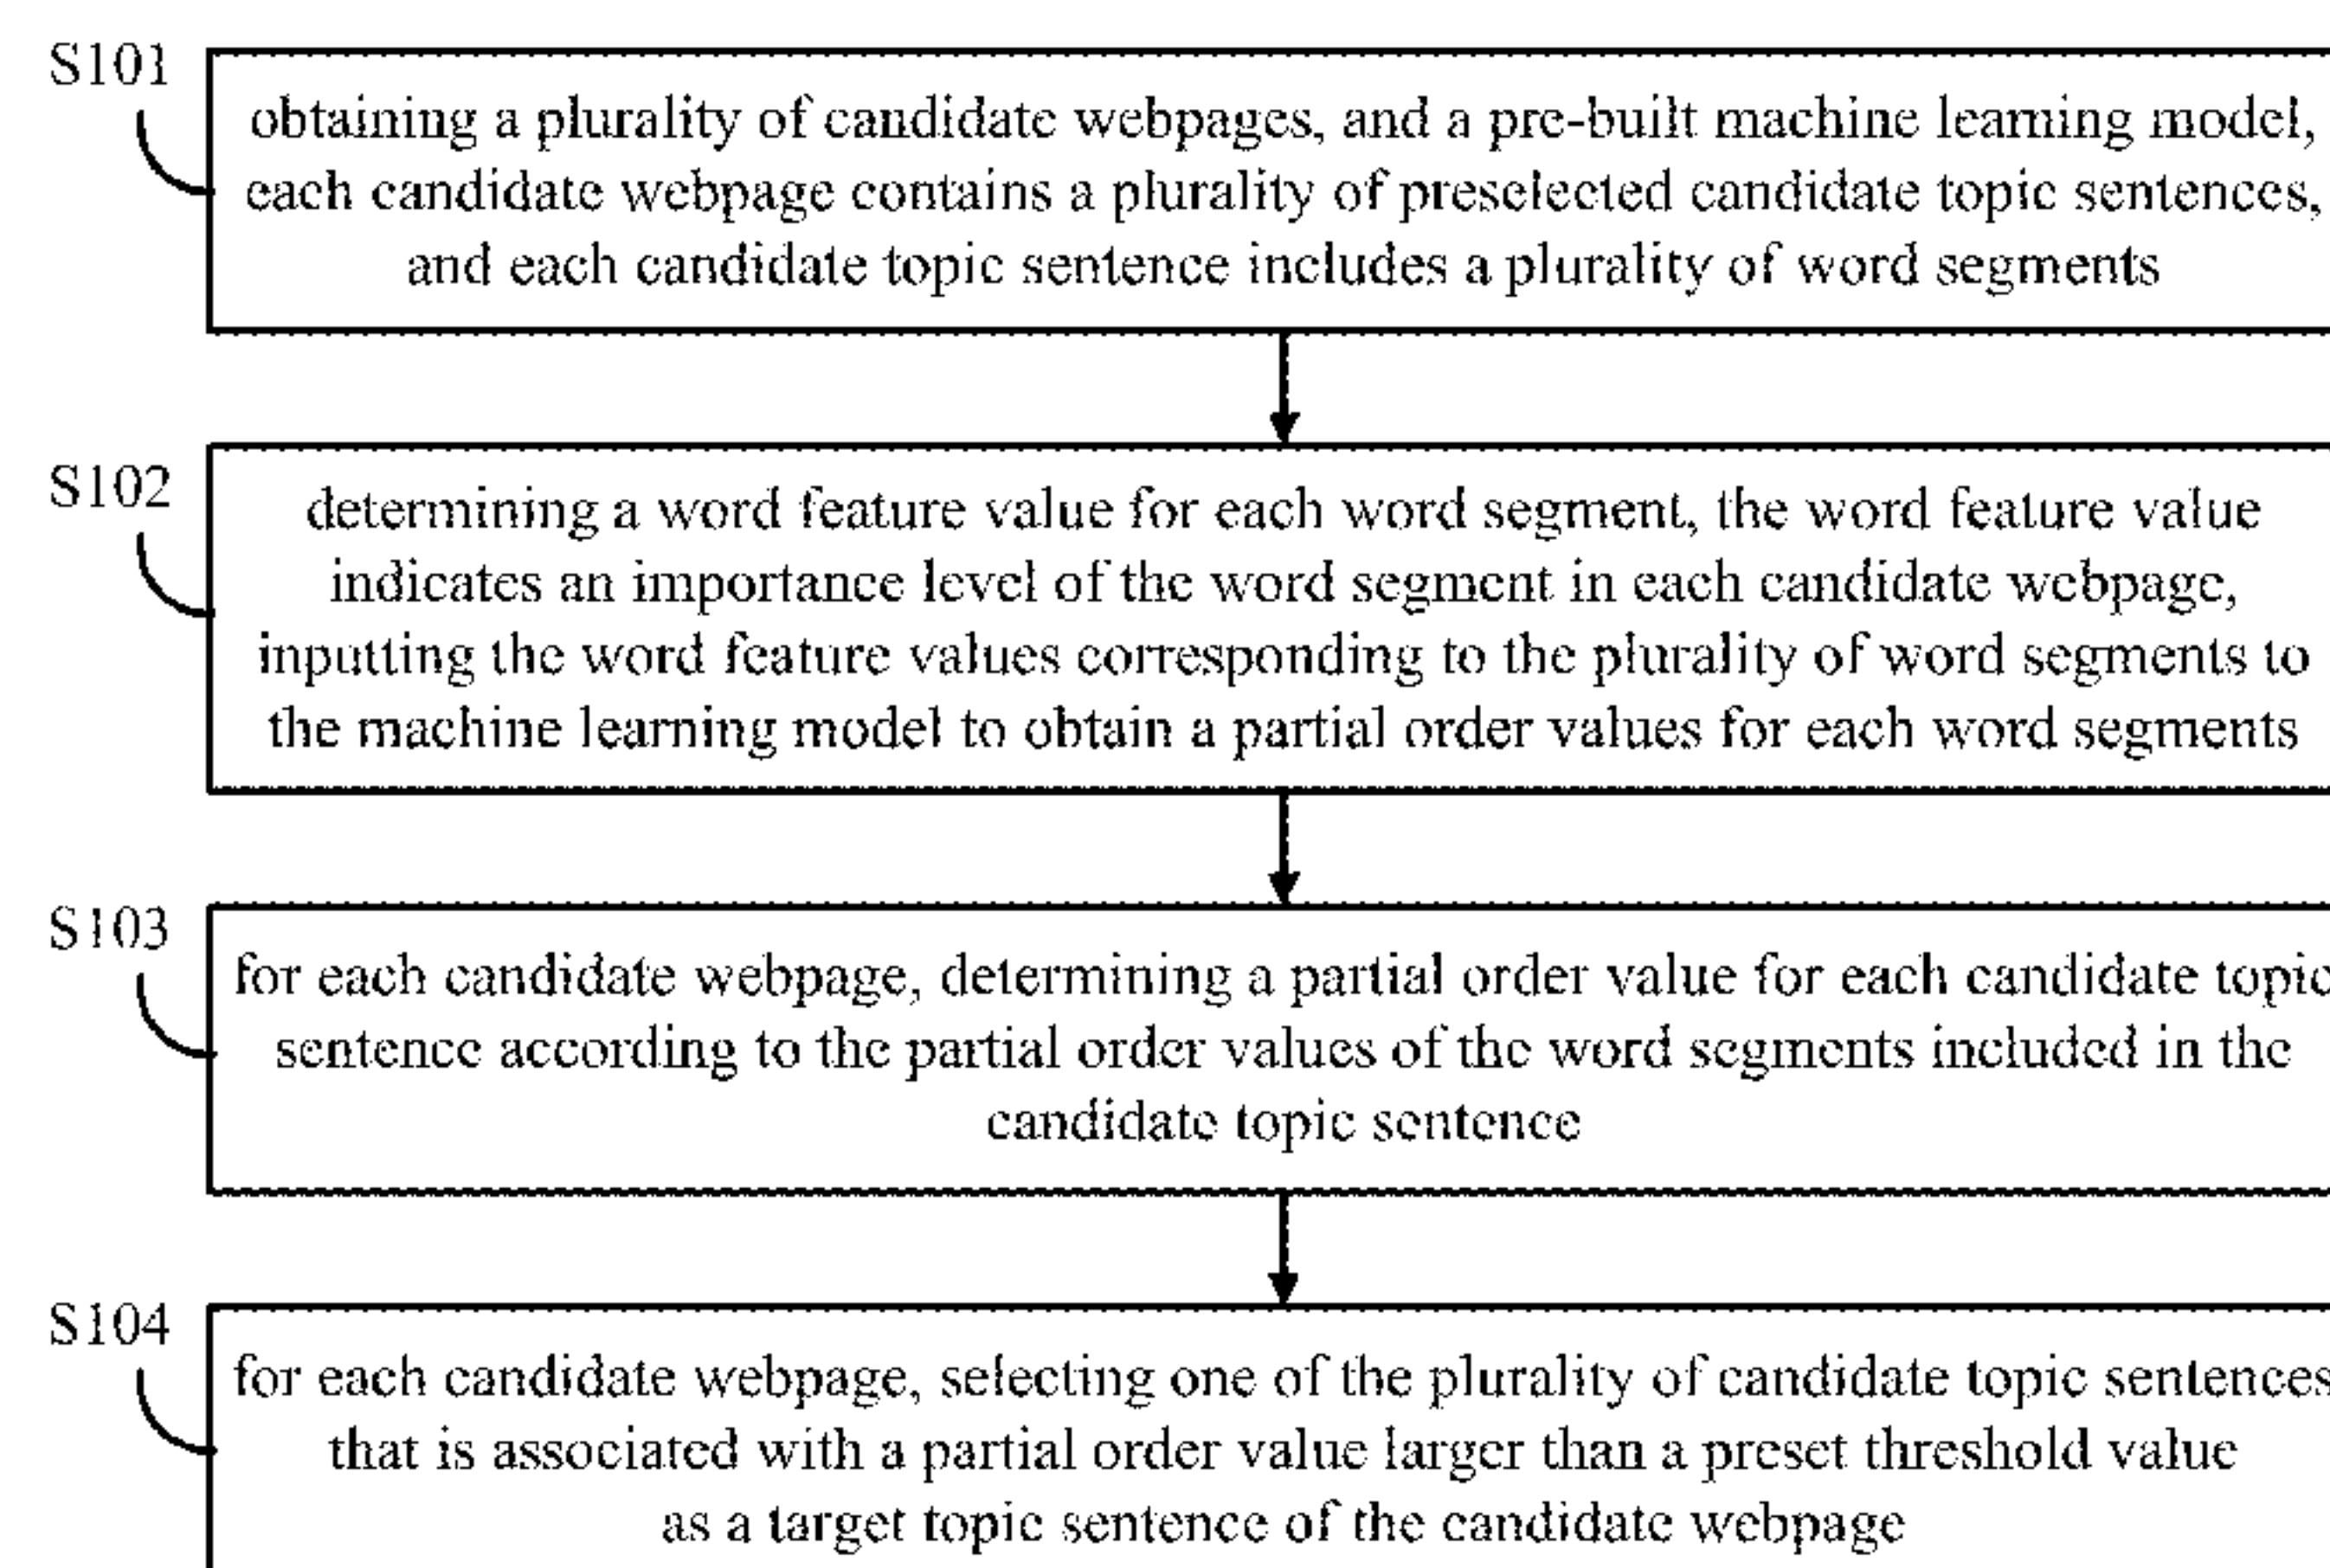 S101
obtaining a plurality of candidate webpages, and a pre-built machine learning model,
each candidate webpage contains a plurality of preselected candidate topic sentences,
and each candidate topic sentence includes a plurality of word segments
S102
determining a word feature value for each word segment, the word feature value
indicates an importance level of the word segment in each candidate webpage,
inputting the word feature values corresponding to the plurality of word segments to
the machine learning model to obtain a partial order values for each word segments
S103
for each candidate webpage, determining a partial order value for each candidate topic
sentence according to the partial order values of the word segments included in the
candidate topic sentence
S104
for each candidate webpage, selecting one of the plurality of candidate topic sentences
that is associated with a partial order value larger than a preset threshold value
as a target topic sentence of the candidate webpage